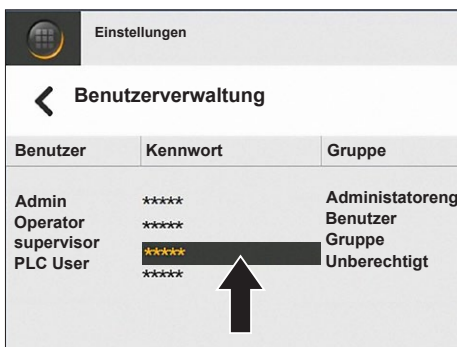 Einstellungen
Benutzerverwaltung
Benutzer Kennwort Gruppe
Admin ***** Administatoreng
Operator ***** Benutzer
supervisor ***** Gruppe
PLC User ***** Unberechtigt